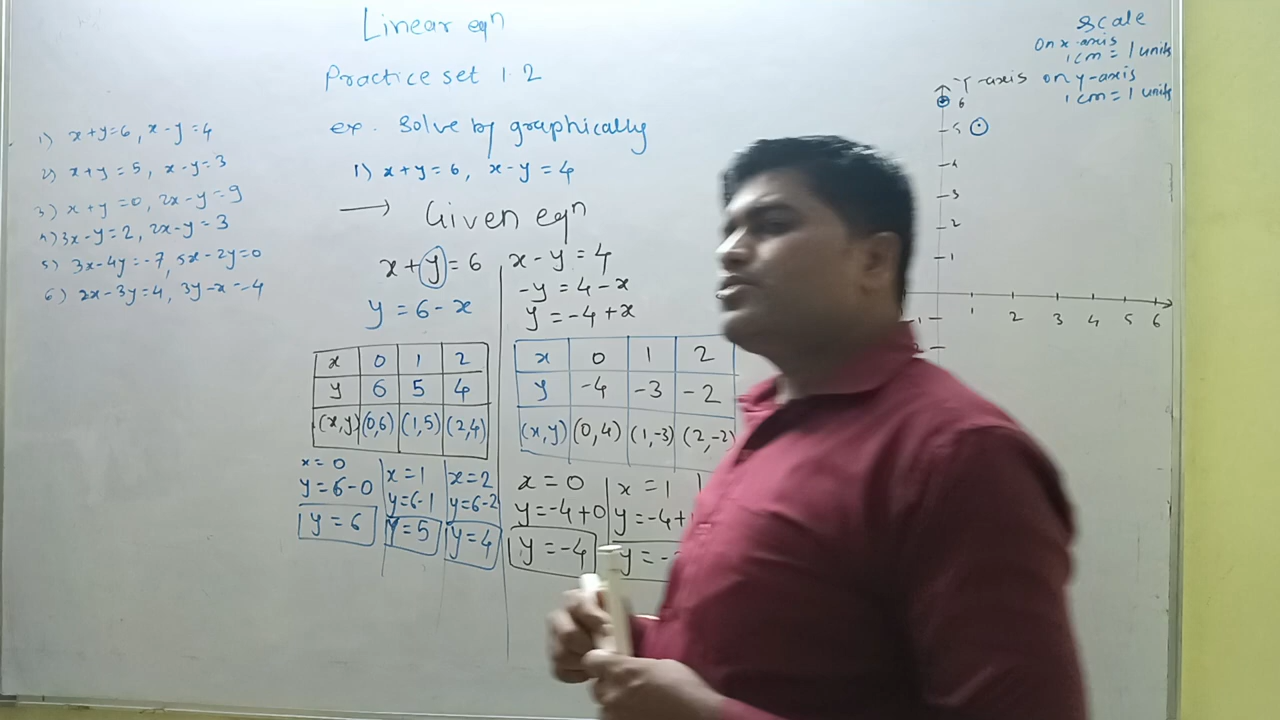 Linear eqn
Practice set 1.2
ex. Solve by graphically
1) x+y=6, x-y=4
→ Given eqn
x+y=6
y=6-x
x 0 1 2
y 6 5 4
(x,y) (0,6) (1,5) (2,4)
x=0
y=6-0
y=6
x=1
y=6-1
y=5
x=2
y=6-2
y=4
x-y=4
-y=4-x
y=-4+x
x 0 1 2
y -4 -3 -2
(x,y) (0,4) (1,-3) (2,-2)
x=0
y=-4+0
y=-4
x=1
y=-4+
y=-
1) x+y=6, x-y=4
2) x+y=5, x-y=3
3) x+y=0, 2x-y=9
4) 3x-y=2, 2x-y=3
5) 3x-4y=-7, 5x-2y=0
6) 2x-3y=4, 3y-x=-4
Scale
On x-axis
1cm = 1 units
on y-axis
1cm = 1 units
Y-axis
6
5
4
3
2
1
1 2 3 4 5 6
-1